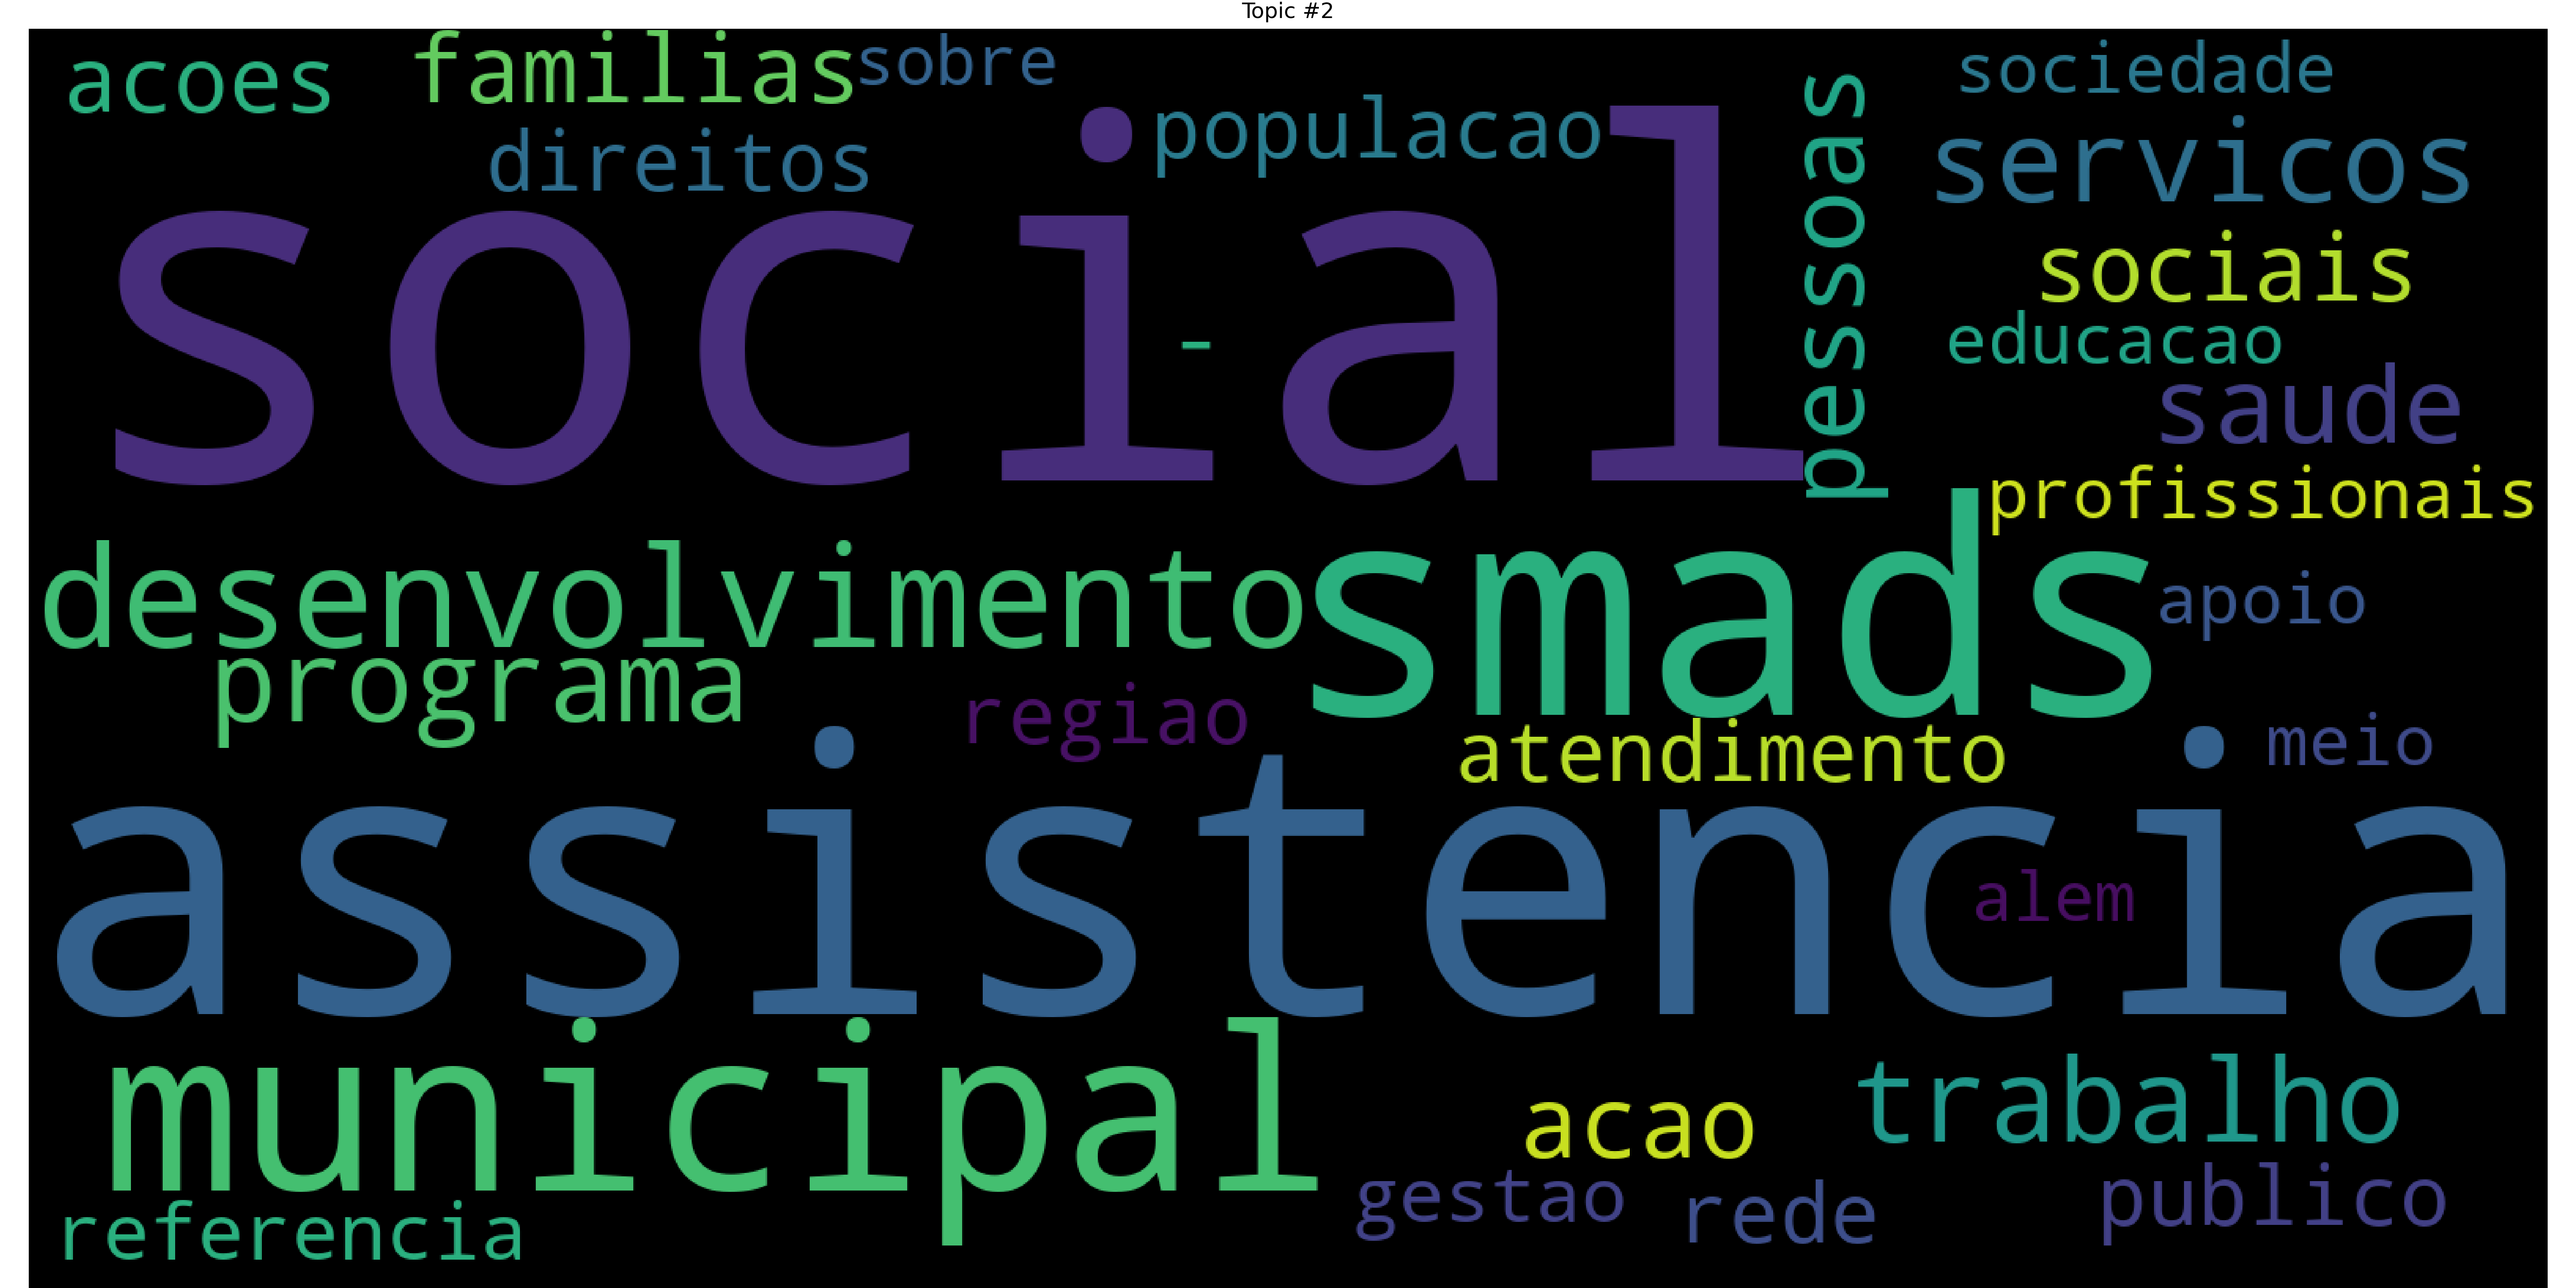 Topic #2
acoes
familias
sobre
direitos
populacao
social
-
pessoas
sociedade
servicos
sociais
educacao
saude
profissionais
desenvolvimento
smads
apoio
programa
regiao
atendimento
meio
assistencia
alem
municipal
acao
trabalho
referencia
gestao
rede
publico